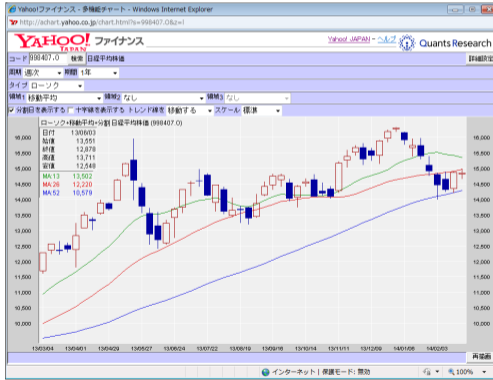 Yahoo!ファイナンス - 多機能チャート - Windows Internet Explorer
http://achart.yahoo.co.jp/chart.html?s=998407.O&z=l
YAHOO! JAPAN ファイナンス
Yahoo! JAPAN - ヘルプ
Quants Research
コード 998407.0 検索 日経平均株価 詳細設定
周期 週次 期間 1年
タイプ ローソク
領域1 移動平均 領域2 なし 領域3 なし
分割日を表示する 十字線を表示する トレンド線を 移動する スケール 標準
ローソク+移動平均+分割 日経平均株価 (998407.0)
日付 13/06/03
始値 13,551
終値 12,878
高値 13,711
安値 12,548
MA:13 13,502
MA:26 12,220
MA:52 10,579
16,000
15,500
15,000
14,500
14,000
13,500
13,000
12,500
12,000
11,500
11,000
10,500
10,000
13/03/04 13/04/01 13/04/29 13/05/27 13/06/24 13/07/22 13/08/19 13/09/16 13/10/14 13/11/11 13/12/09 14/01/06 14/02/03
再描画
インターネット | 保護モード: 無効
100%